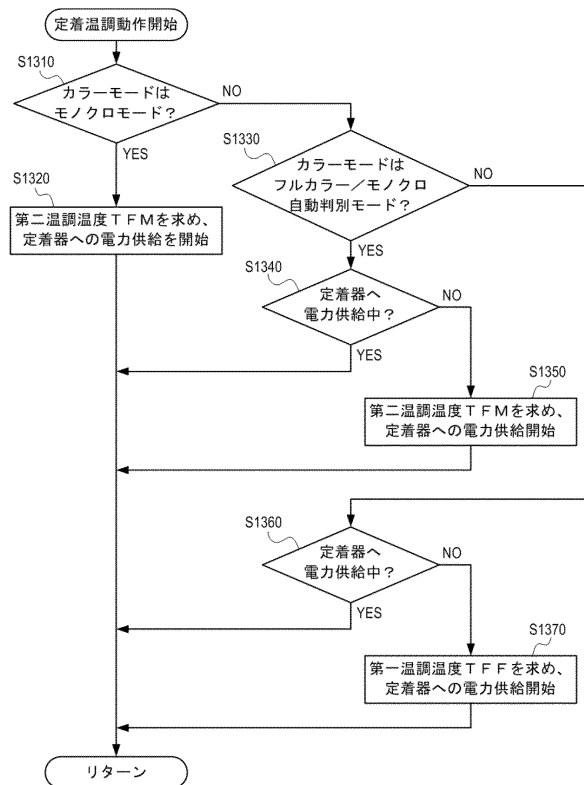 定着温調動作開始
S1310
カラーモードは
モノクロモード？
NO
YES
S1320
第二温調温度ＴＦＭを求め、
定着器への電力供給を開始
S1330
カラーモードは
フルカラー／モノクロ
自動判別モード？
NO
YES
S1340
定着器へ
電力供給中？
NO
YES
S1350
第二温調温度ＴＦＭを求め、
定着器への電力供給開始
S1360
定着器へ
電力供給中？
NO
YES
S1370
第一温調温度ＴＦＦを求め、
定着器への電力供給開始
リターン